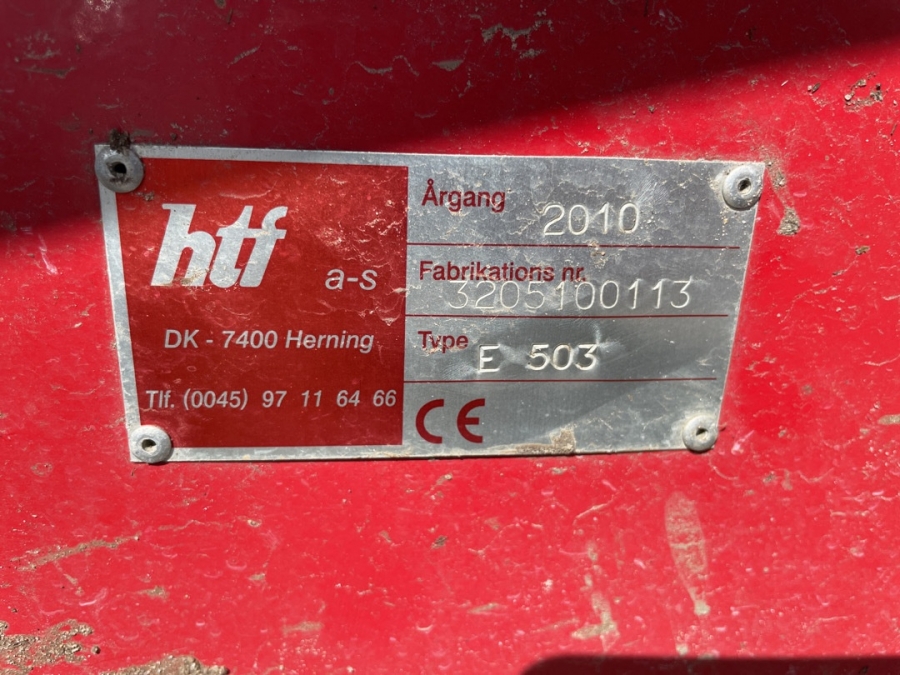 htf a-s
DK - 7400 Herning
Tlf. (0045) 97 11 64 66
Årgang 2010
Fabrikations nr. 3205100113
Type E 503
CE